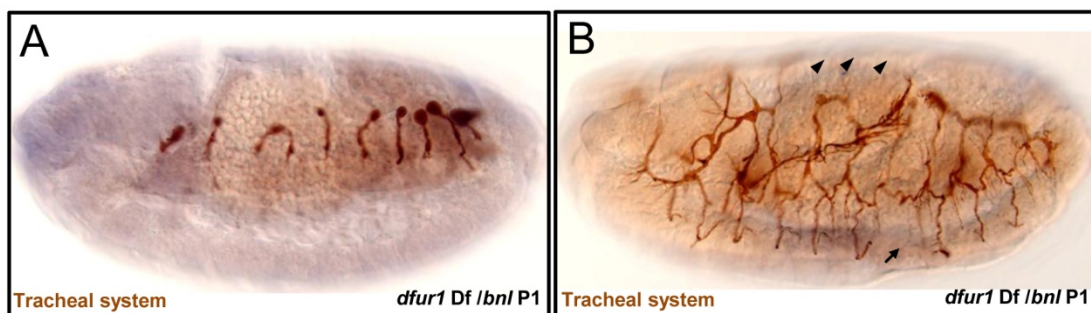 A
B
Tracheal system
dfur1 Df /bnl P1
Tracheal system
dfur1 Df /bnl P1